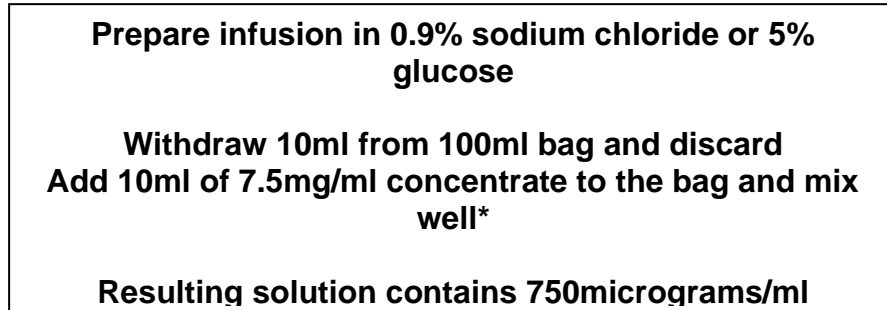 Prepare infusion in 0.9% sodium chloride or 5%
glucose
Withdraw 10ml from 100ml bag and discard
Add 10ml of 7.5mg/ml concentrate to the bag and mix
well*
Resulting solution contains 750micrograms/ml